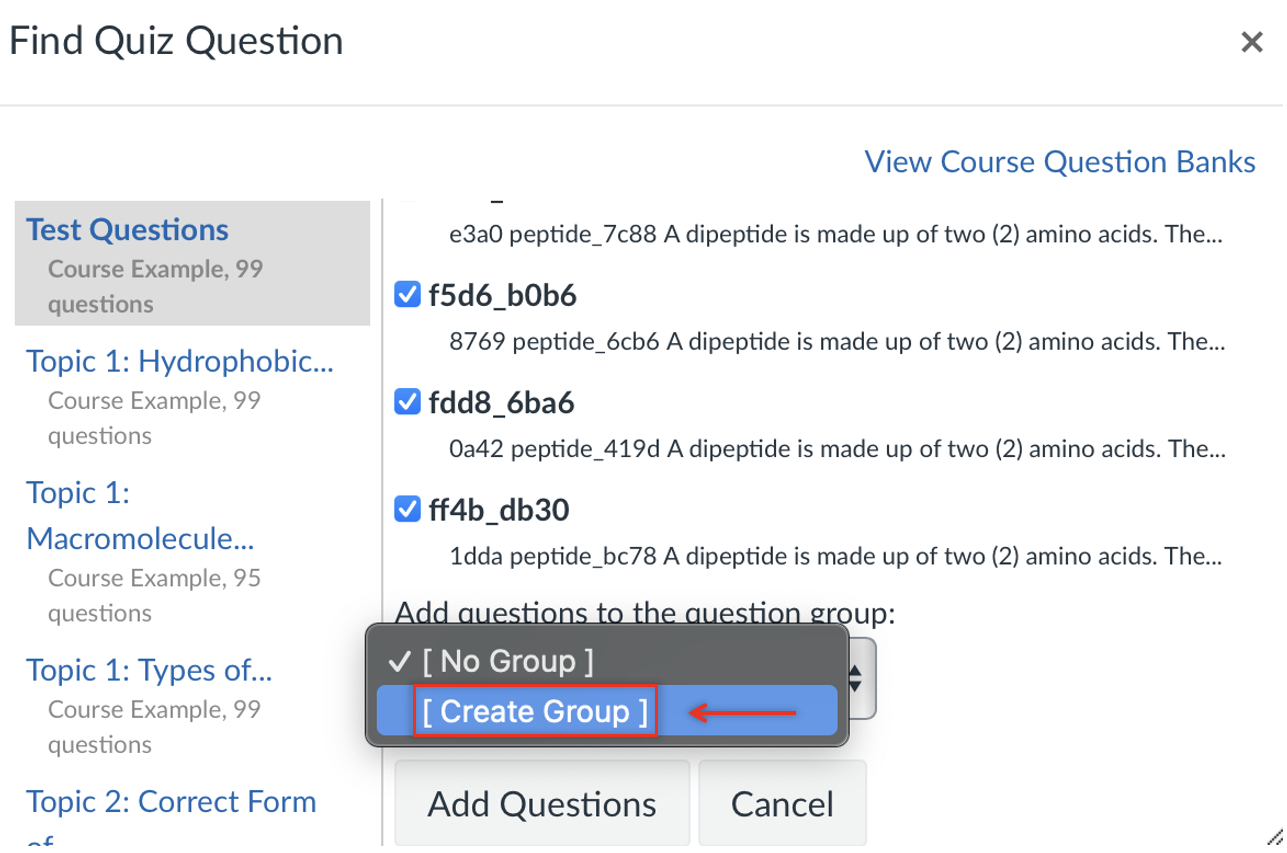 Find Quiz Question
×
View Course Question Banks
Test Questions
Course Example, 99
questions
Topic 1: Hydrophobic...
Course Example, 99
questions
Topic 1:
Macromolecule...
Course Example, 95
questions
Topic 1: Types of...
Course Example, 99
questions
Topic 2: Correct Form
of
e3a0 peptide_7c88 A dipeptide is made up of two (2) amino acids. The...
f5d6_b0b6
8769 peptide_6cb6 A dipeptide is made up of two (2) amino acids. The...
fdd8_6ba6
0a42 peptide_419d A dipeptide is made up of two (2) amino acids. The...
ff4b_db30
1dda peptide_bc78 A dipeptide is made up of two (2) amino acids. The...
Add questions to the question group:
✓ [ No Group ]
[ Create Group ]
Add Questions
Cancel